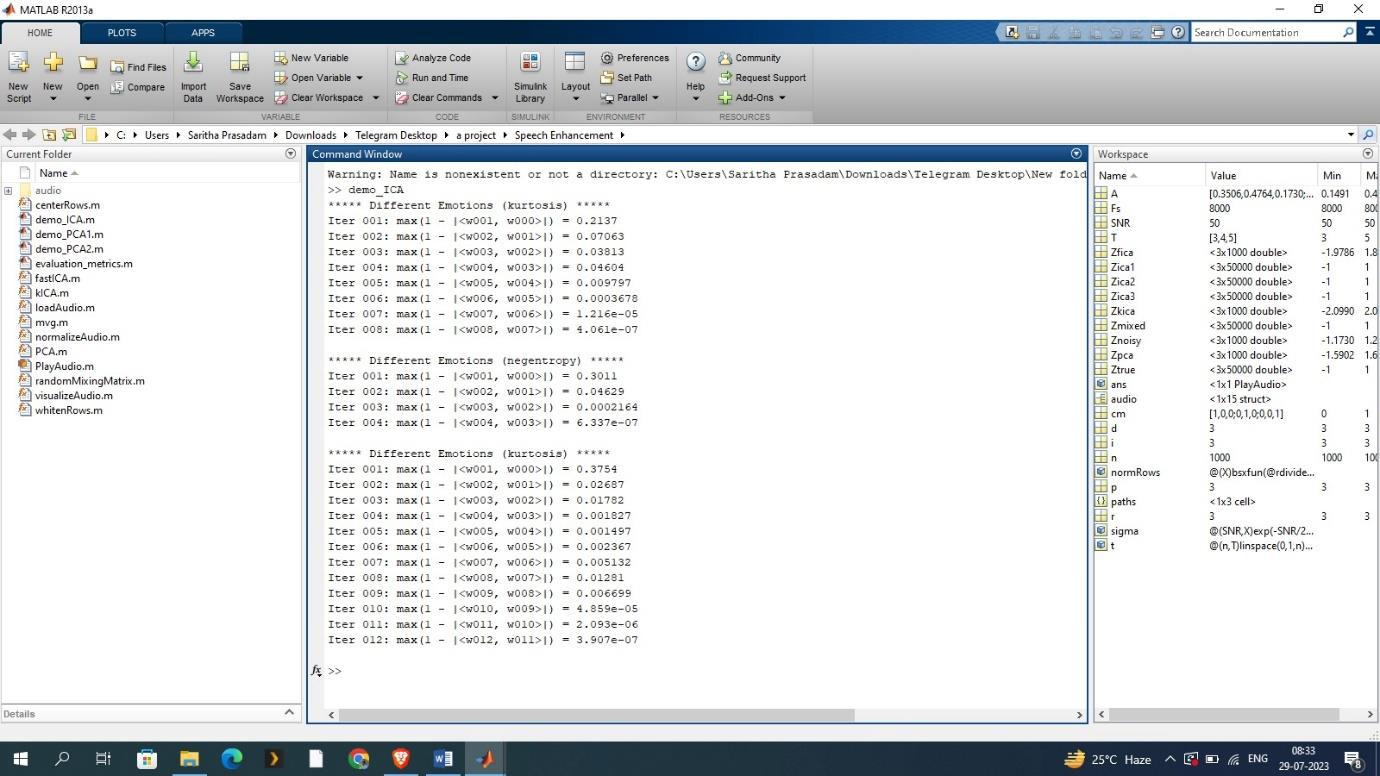 MATLAB R2013a
HOME PLOTS APPS
Search Documentation
New Script
New
Open
Find Files
Compare
FILE
Import Data
Save Workspace
New Variable
Open Variable
Clear Workspace
VARIABLE
Analyze Code
Run and Time
Clear Commands
CODE
Simulink Library
SIMULINK
Layout
Preferences
Set Path
Parallel
ENVIRONMENT
Help
Community
Request Support
Add-Ons
RESOURCES
C: Users Saritha Prasadam Downloads Telegram Desktop a project Speech Enhancement
Current Folder
Name
audio
centerRows.m
demo_ICA.m
demo_PCA1.m
demo_PCA2.m
evaluation_metrics.m
fastICA.m
kICA.m
loadAudio.m
mvg.m
normalizeAudio.m
PCA.m
PlayAudio.m
randomMixingMatrix.m
visualizeAudio.m
whitenRows.m
Details
Command Window
Warning: Name is nonexistent or not a directory: C:\Users\Saritha Prasadam\Downloads\Telegram Desktop\New fold
>> demo_ICA
***** Different Emotions (kurtosis) *****
Iter 001: max(1 - |<w001, w000>|) = 0.2137
Iter 002: max(1 - |<w002, w001>|) = 0.07063
Iter 003: max(1 - |<w003, w002>|) = 0.03813
Iter 004: max(1 - |<w004, w003>|) = 0.04604
Iter 005: max(1 - |<w005, w004>|) = 0.009797
Iter 006: max(1 - |<w006, w005>|) = 0.0003678
Iter 007: max(1 - |<w007, w006>|) = 1.216e-05
Iter 008: max(1 - |<w008, w007>|) = 4.061e-07
***** Different Emotions (negentropy) *****
Iter 001: max(1 - |<w001, w000>|) = 0.3011
Iter 002: max(1 - |<w002, w001>|) = 0.04629
Iter 003: max(1 - |<w003, w002>|) = 0.0002164
Iter 004: max(1 - |<w004, w003>|) = 6.337e-07
***** Different Emotions (kurtosis) *****
Iter 001: max(1 - |<w001, w000>|) = 0.3754
Iter 002: max(1 - |<w002, w001>|) = 0.02687
Iter 003: max(1 - |<w003, w002>|) = 0.01782
Iter 004: max(1 - |<w004, w003>|) = 0.001827
Iter 005: max(1 - |<w005, w004>|) = 0.001497
Iter 006: max(1 - |<w006, w005>|) = 0.002367
Iter 007: max(1 - |<w007, w006>|) = 0.005132
Iter 008: max(1 - |<w008, w007>|) = 0.01281
Iter 009: max(1 - |<w009, w008>|) = 0.006699
Iter 010: max(1 - |<w010, w009>|) = 4.859e-05
Iter 011: max(1 - |<w011, w010>|) = 2.093e-06
Iter 012: max(1 - |<w012, w011>|) = 3.907e-07
fx >>
Workspace
Name Value Min Ma
A [0.3506,0.4764,0.1730;... 0.1491 0.4
Fs 8000 8000 800
SNR 50 50 50
T [3,4,5] 3 5
Zfica <3x1000 double> -1.9786 1.8
Zica1 <3x50000 double> -1 1
Zica2 <3x50000 double> -1 1
Zica3 <3x50000 double> -1 1
Zkica <3x1000 double> -2.0990 2.0
Zmixed <3x50000 double> -1 1
Znoisy <3x1000 double> -1.1730 1.2
Zpca <3x1000 double> -1.5902 1.6
Ztrue <3x50000 double> -1 1
ans <1x1 PlayAudio>
audio <1x15 struct>
cm [1,0,0;0,1,0;0,0,1] 0 1
d 3 3 3
i 3 3 3
n 1000 1000 100
normRows @(X)bsxfun(@rdivide...
p 3 3 3
paths <1x3 cell>
r 3 3 3
sigma @(SNR,X)exp(-SNR/2...
t @(n,T)linspace(0,1,n)...
25°C Haze ENG 08:33
29-07-2023 8